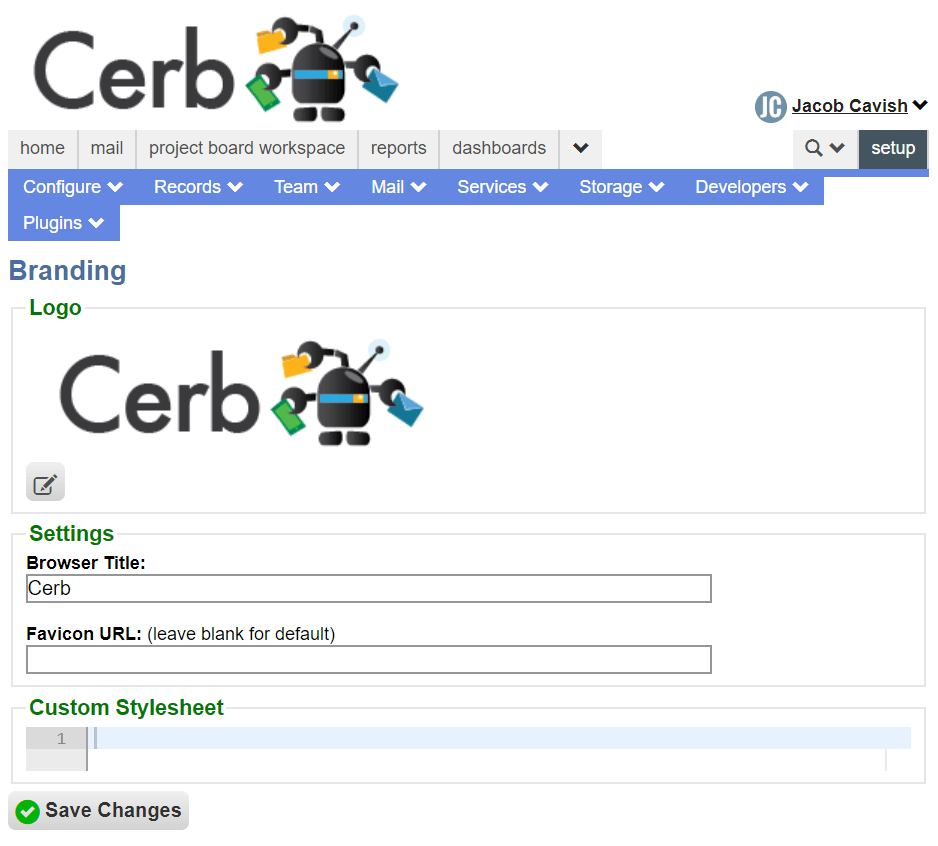 Cerb
JC Jacob Cavish
home mail project board workspace reports dashboards setup
Configure Records Team Mail Services Storage Developers
Plugins
Branding
Logo
Cerb
Settings
Browser Title:
Cerb
Favicon URL: (leave blank for default)
Custom Stylesheet
1
Save Changes